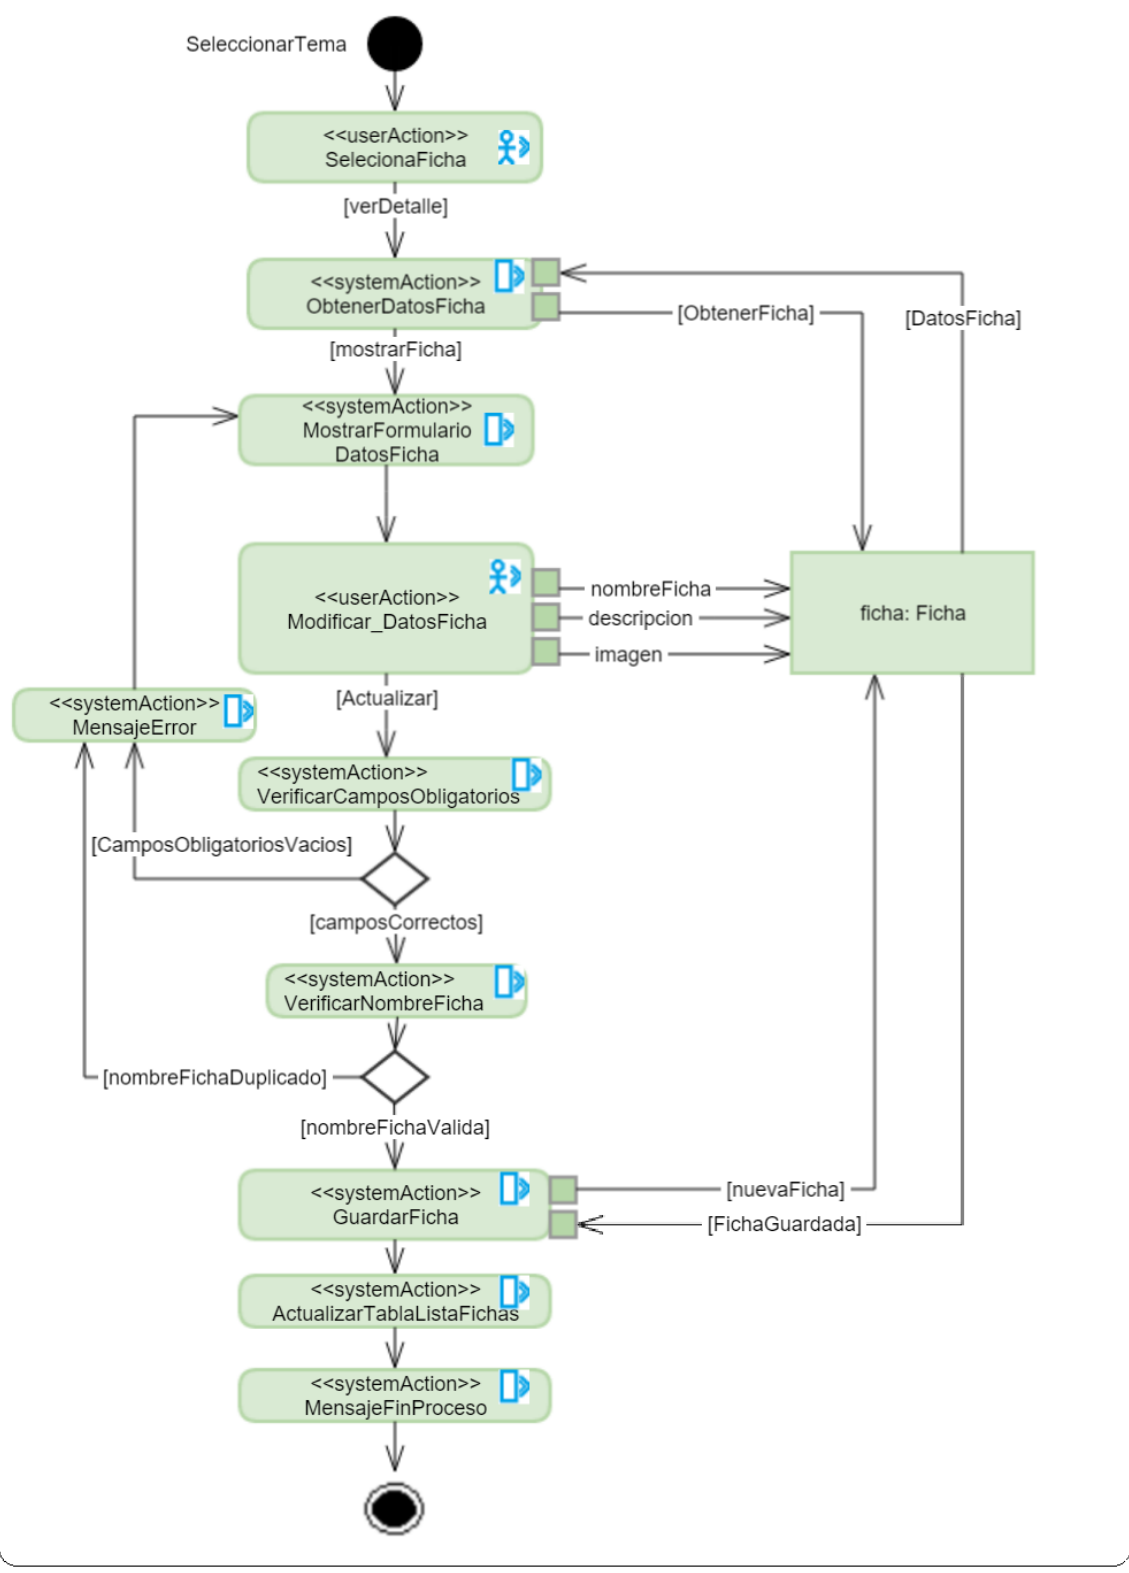 SeleccionarTema
<<userAction>>
SelecionaFicha
[verDetalle]
<<systemAction>>
ObtenerDatosFicha
[ObtenerFicha]
[DatosFicha]
[mostrarFicha]
<<systemAction>>
MostrarFormulario
DatosFicha
<<userAction>>
Modificar_DatosFicha
nombreFicha
descripcion
imagen
ficha: Ficha
[Actualizar]
<<systemAction>>
MensajeError
<<systemAction>>
VerificarCamposObligatorios
[CamposObligatoriosVacios]
[camposCorrectos]
<<systemAction>>
VerificarNombreFicha
[nombreFichaDuplicado]
[nombreFichaValida]
<<systemAction>>
GuardarFicha
[nuevaFicha]
[FichaGuardada]
<<systemAction>>
ActualizarTablaListaFichas
<<systemAction>>
MensajeFinProceso